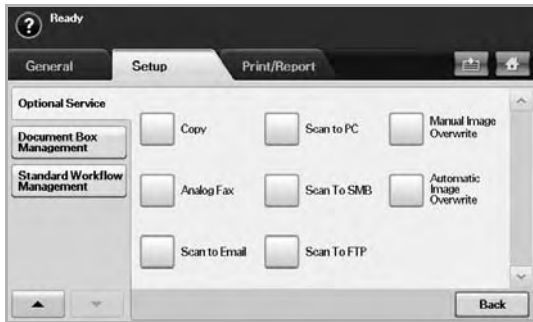 ? Ready
General Setup Print/Report
Optional Service
Document Box
Management
Standard Workflow
Management
Copy Scan to PC Manual Image
Overwrite
Analog Fax Scan To SMB Automatic
Image
Overwrite
Scan to Email Scan To FTP
Back